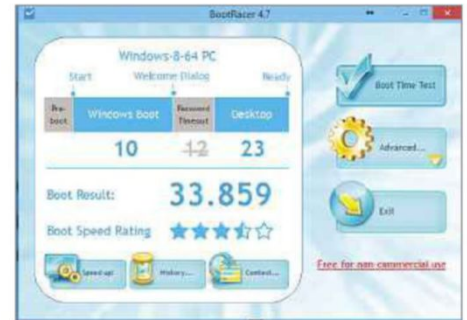 BootRacer 4.7
Windows-8-64 PC
Start Welcome Dialog Ready
Pre-boot Windows Boot Password Timeout Desktop
10 12 23
Boot Result: 33.859
Boot Speed Rating
Speed up! History... Contest...
Boot Time Test
Advanced...
Exit
Free for non-commercial use